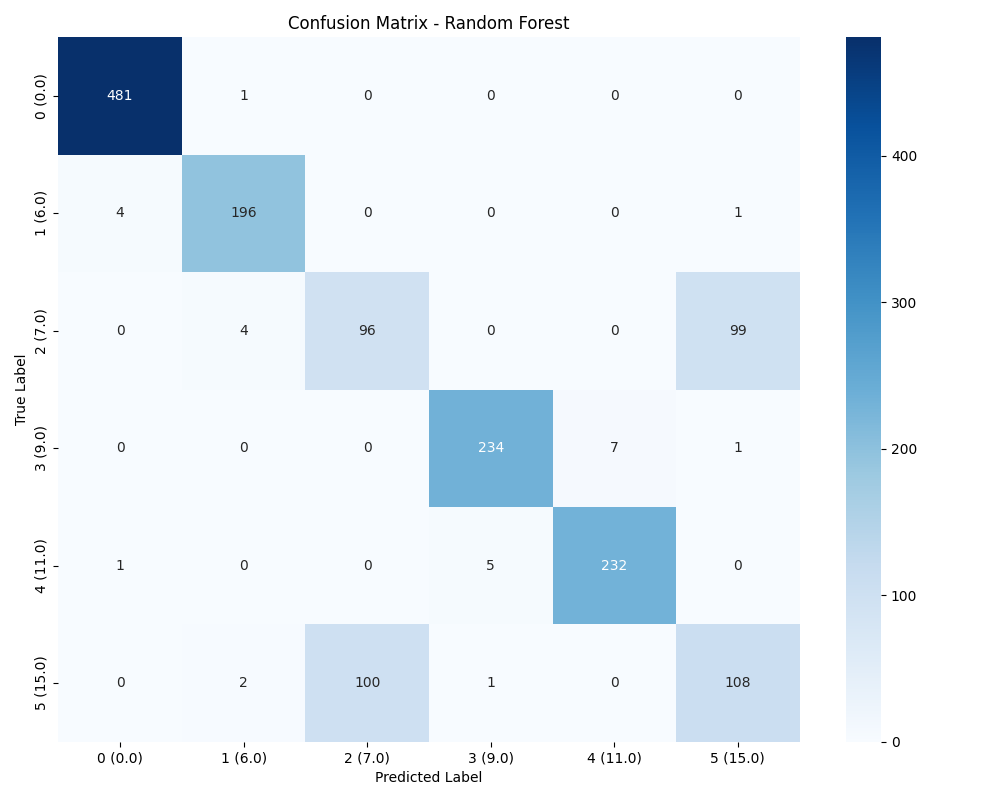 Confusion Matrix - Random Forest
True Label
0 (0.0)
481 1 0 0 0 0
1 (6.0)
4 196 0 0 0 1
2 (7.0)
0 4 96 0 0 99
3 (9.0)
0 0 0 234 7 1
4 (11.0)
1 0 0 5 232 0
5 (15.0)
0 2 100 1 0 108
0 (0.0) 1 (6.0) 2 (7.0) 3 (9.0) 4 (11.0) 5 (15.0)
Predicted Label
400
300
200
100
0